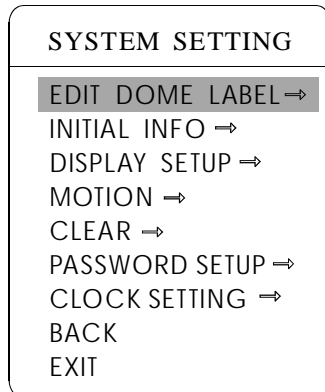 SYSTEM SETTING
EDIT DOME LABEL⇒
INITIAL INFO ⇒
DISPLAY SETUP ⇒
MOTION ⇒
CLEAR ⇒
PASSWORD SETUP ⇒
CLOCK SETTING ⇒
BACK
EXIT